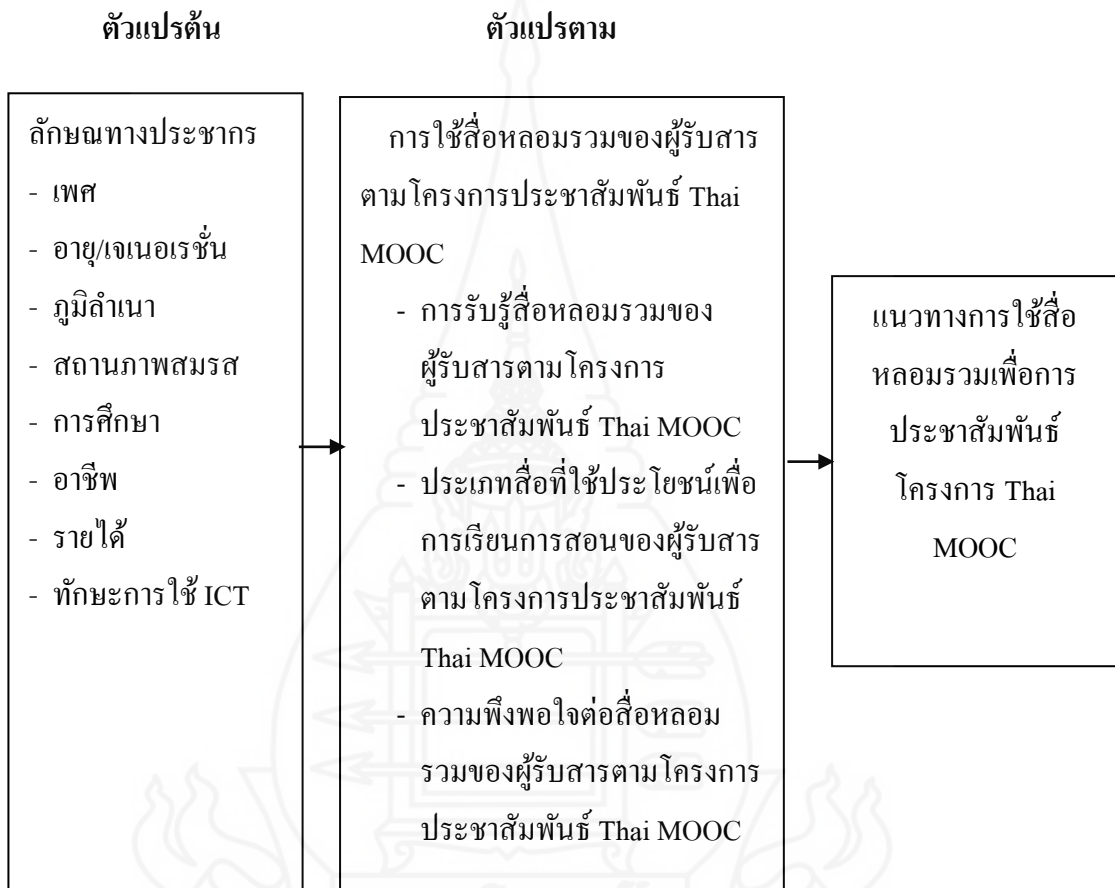 ตัวแปรต้น
ตัวแปรตาม
ลักษณทางประชากร
- เพศ
- อายุ/เจเนอเรชั่น
- ภูมิลำเนา
- สถานภาพสมรส
- การศึกษา
- อาชีพ
- รายได้
- ทักษะการใช้ ICT
การใช้สื่อหลอมรวมของผู้รับสาร
ตามโครงการประชาสัมพันธ์ Thai
MOOC
- การรับรู้สื่อหลอมรวมของ
ผู้รับสารตามโครงการ
ประชาสัมพันธ์ Thai MOOC
- ประเภทสื่อที่ใช้ประโยชน์เพื่อ
การเรียนการสอนของผู้รับสาร
ตามโครงการประชาสัมพันธ์
Thai MOOC
- ความพึงพอใจต่อสื่อหลอม
รวมของผู้รับสารตามโครงการ
ประชาสัมพันธ์ Thai MOOC
แนวทางการใช้สื่อ
หลอมรวมเพื่อการ
ประชาสัมพันธ์
โครงการ Thai
MOOC